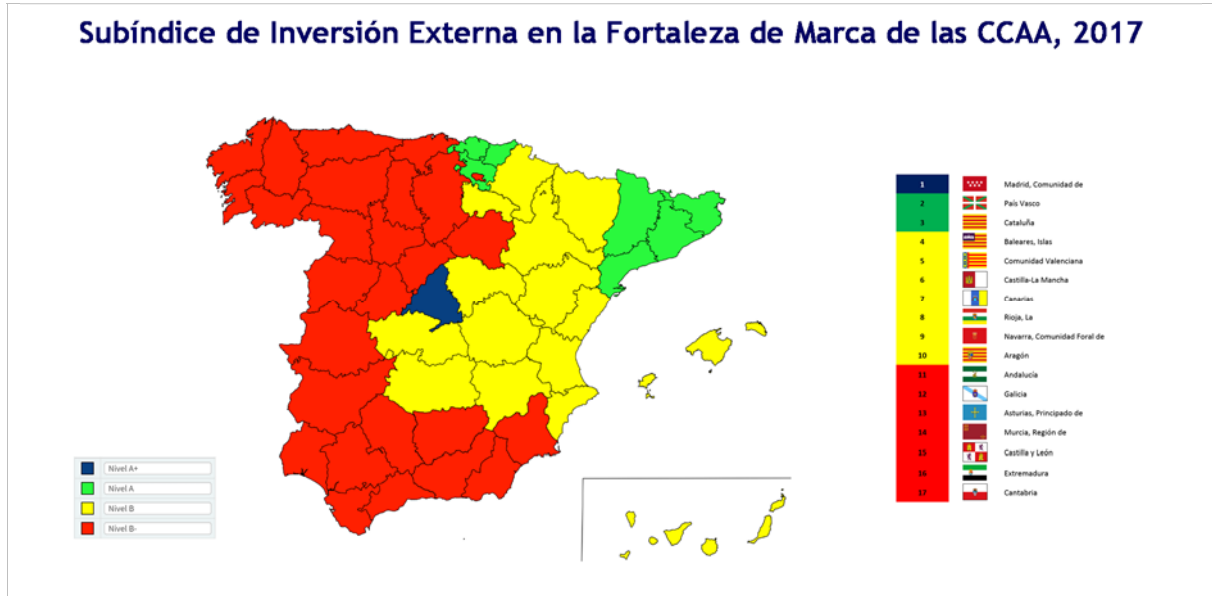 Subíndice de Inversión Externa en la Fortaleza de Marca de las CCAA, 2017
1 Madrid, Comunidad de
2 País Vasco
3 Cataluña
4 Baleares, Islas
5 Comunidad Valenciana
6 Castilla-La Mancha
7 Canarias
8 Rioja, La
9 Navarra, Comunidad Foral de
10 Aragón
11 Andalucía
12 Galicia
13 Asturias, Principado de
14 Murcia, Región de
15 Castilla y León
16 Extremadura
17 Cantabria
Nivel A+
Nivel A
Nivel B
Nivel B-